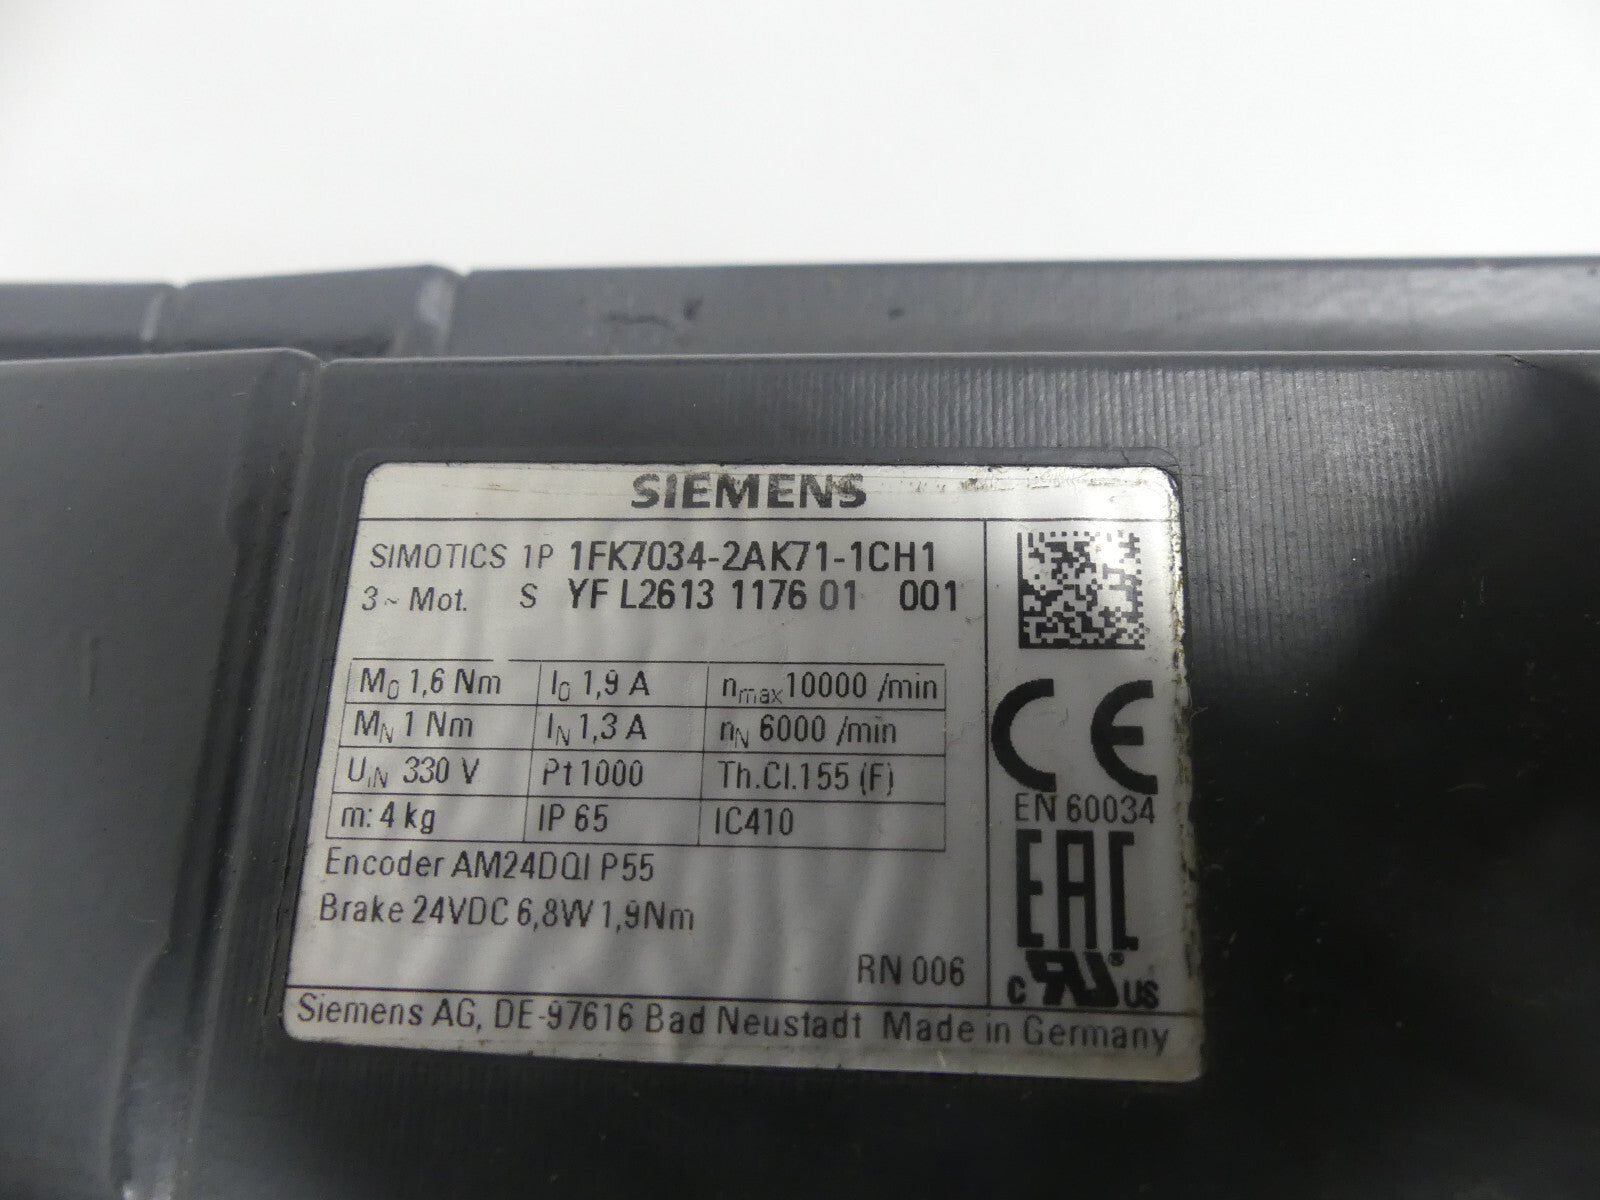 SIEMENS
SIMOTICS 1P 1FK7034-2AK71-1CH1
3~ Mot. S YF L2613 1176 01 001
M0 1,6 Nm I0 1,9 A nmax 10000 /min
MN 1 Nm IN 1,3 A nN 6000 /min
UIN 330 V Pt1000 Th.Cl.155 (F)
m: 4 kg IP 65 IC410
Encoder AM24DQI P55
Brake 24VDC 6,8W 1,9Nm
RN 006
CE
EN 60034
EAC
c RU® US
Siemens AG, DE-97616 Bad Neustadt Made in Germany